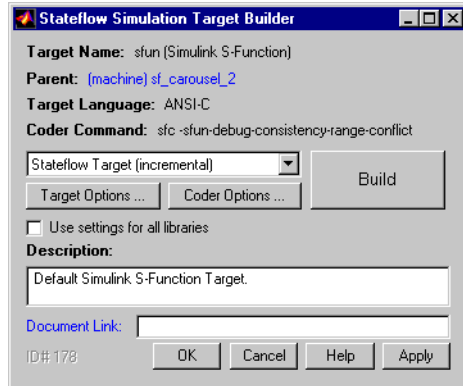 Stateflow Simulation Target Builder
Target Name: sfun (Simulink S-Function)
Parent: (machine) sf_carousel_2
Target Language: ANSI-C
Coder Command: sfc -sfun-debug-consistency-range-conflict
Stateflow Target (incremental)
Build
Target Options ... Coder Options ...
Use settings for all libraries
Description:
Default Simulink S-Function Target.
Document Link:
ID# 178 OK Cancel Help Apply